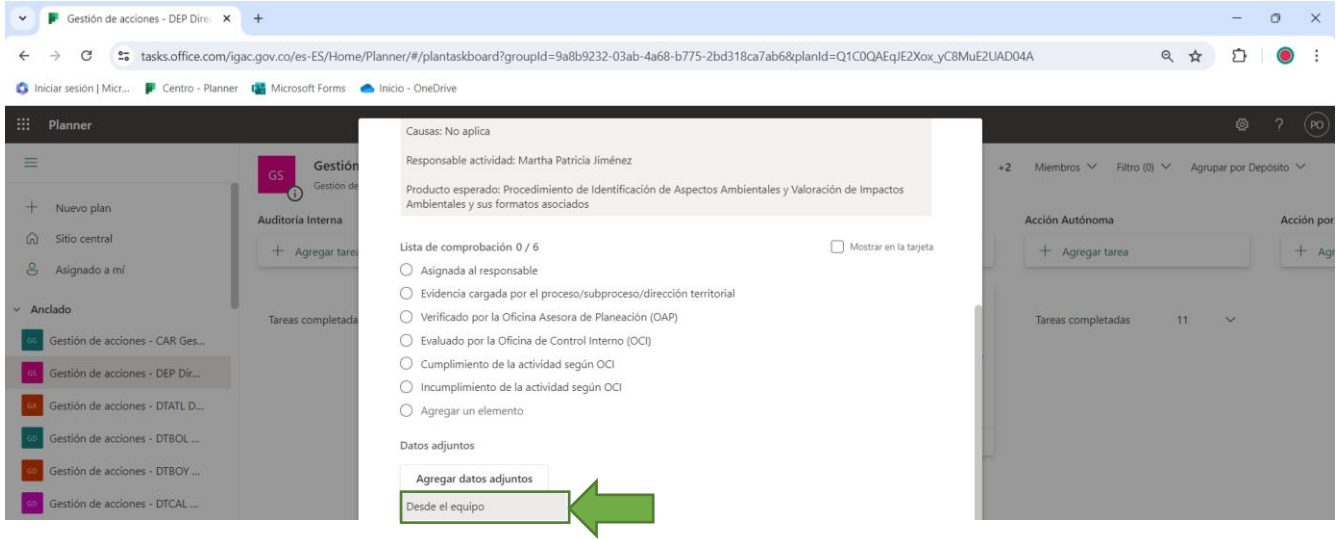 Gestión de acciones - DEP Direc
tasks.office.com/igac.gov.co/es-ES/Home/Planner/#/plantaskboard?groupId=9a8b9232-03ab-4a68-b775-2bd318ca7ab6&planId=Q1C0QAEqJE2Xox_yC8MuE2UAD04A
Iniciar sesión | Micr... Centro - Planner Microsoft Forms Inicio - OneDrive
Planner
? PO
Causas: No aplica
Responsable actividad: Martha Patricia Jiménez
Producto esperado: Procedimiento de Identificación de Aspectos Ambientales y Valoración de Impactos
Ambientales y sus formatos asociados
GS Gestión
Gestión de
+2 Miembros Filtro (0) Agrupar por Depósito
Nuevo plan
Sitio central
Asignado a mí
Anclado
GG Gestión de acciones - CAR Ges...
GS Gestión de acciones - DEP Dir...
GA Gestión de acciones - DTATL D...
GD Gestión de acciones - DTBOL ...
GD Gestión de acciones - DTBOY ...
GD Gestión de acciones - DTCAL ...
Auditoría Interna
Agregar tarea
Tareas completada
Lista de comprobación 0 / 6 Mostrar en la tarjeta
Asignada al responsable
Evidencia cargada por el proceso/subproceso/dirección territorial
Verificado por la Oficina Asesora de Planeación (OAP)
Evaluado por la Oficina de Control Interno (OCI)
Cumplimiento de la actividad según OCI
Incumplimiento de la actividad según OCI
Agregar un elemento
Datos adjuntos
Agregar datos adjuntos
Desde el equipo
Acción Autónoma
Agregar tarea
Tareas completadas 11
Acción por
Agr